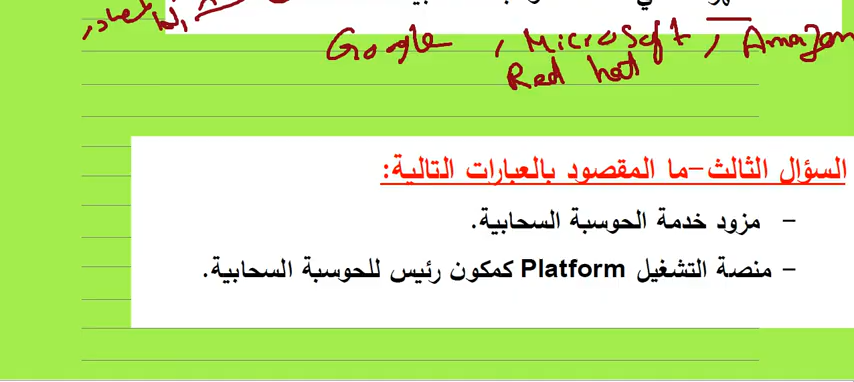 Google , Microsoft , Amazon
Red hat
السؤال الثالث-ما المقصود بالعبارات التالية:
- مزود خدمة الحوسبة السحابية.
- منصة التشغيل Platform كمكون رئيس للحوسبة السحابية.